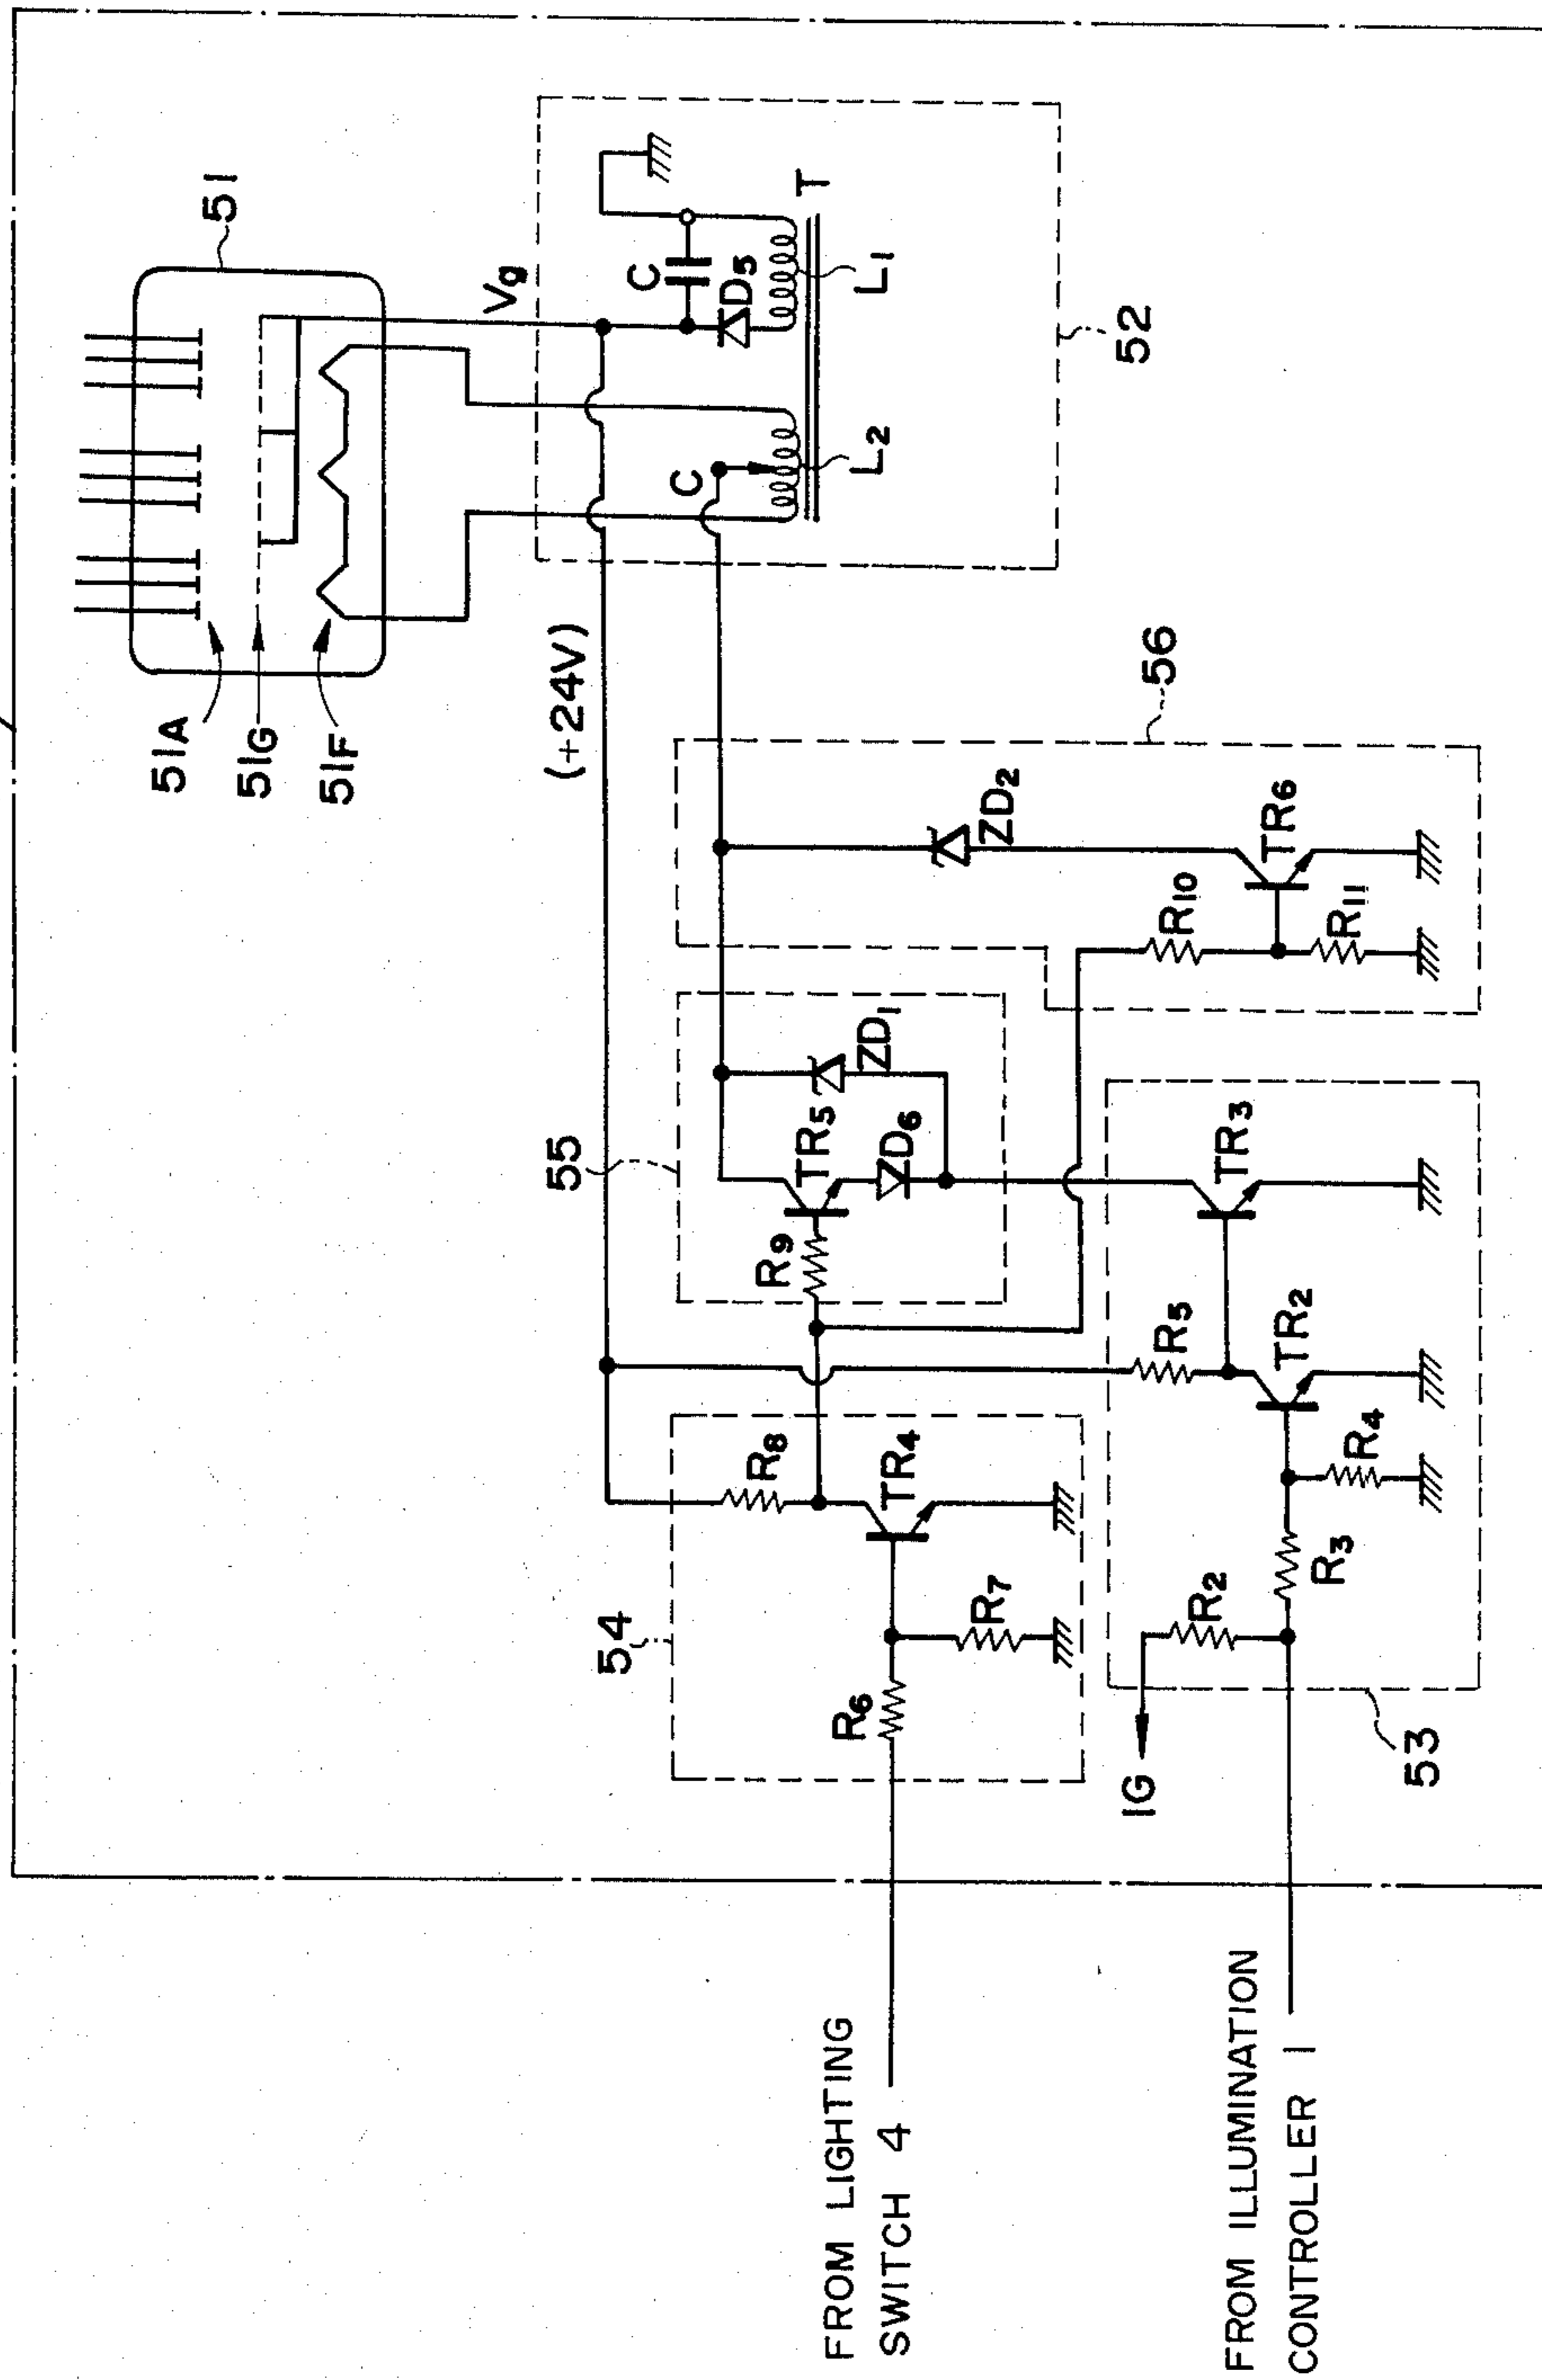 51
51A
51G
51F
Vg
C
D5
T
L1
C
L2
52
(+24V)
56
ZD2
TR6
R10
R11
55
ZD1
TR5
ZD6
R9
TR3
R5
TR2
R4
R3
R2
IG
53
54
R8
TR4
R7
R6
FROM LIGHTING
SWITCH 4
FROM ILLUMINATION
CONTROLLER 1